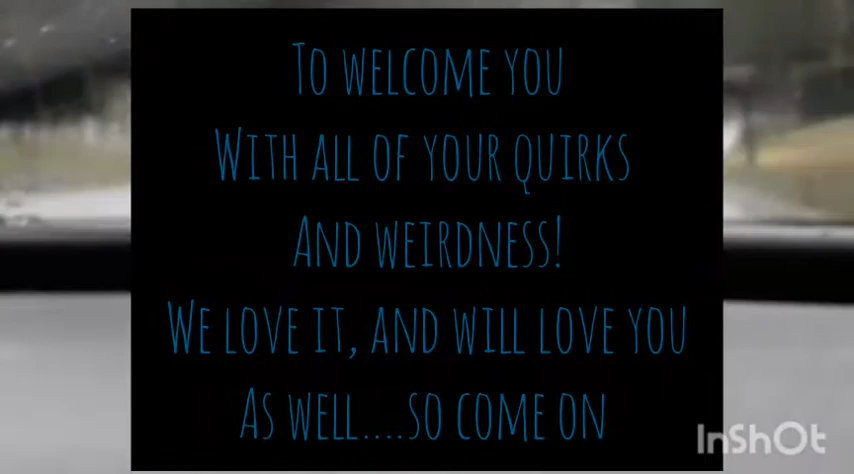 To welcome you
With all of your quirks
And weirdness!
We love it, and will love you
As well....so come on
InShOt